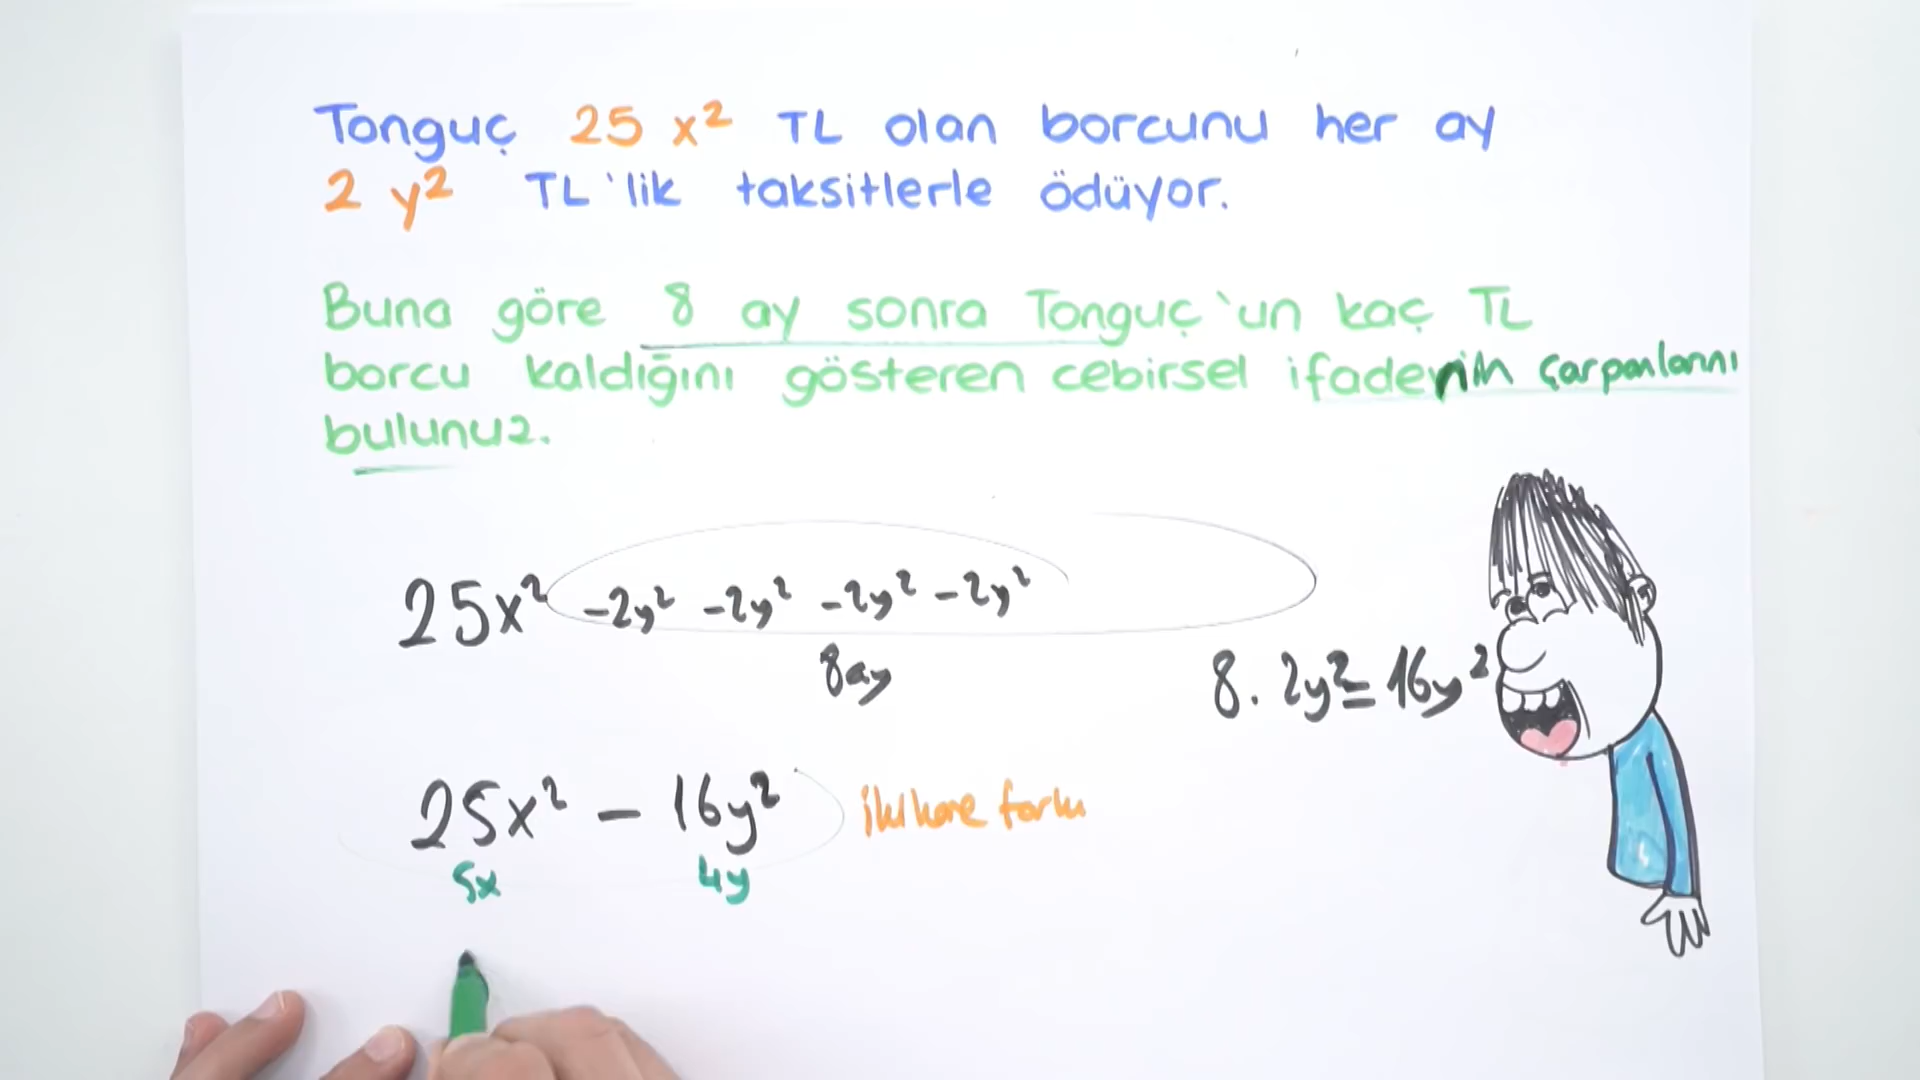 Tonguç 25 x² TL olan borcunu her ay
2 y² TL'lik taksitlerle ödüyor.
Buna göre 8 ay sonra Tonguç'un kaç TL
borcu kaldığını gösteren cebirsel ifadenin çarpanlarını
bulunuz.
25x² -2y² -2y² -2y² -2y²
8ay
8. 2y² = 16y²
25x² - 16y² iki kare farkı
5x 4y